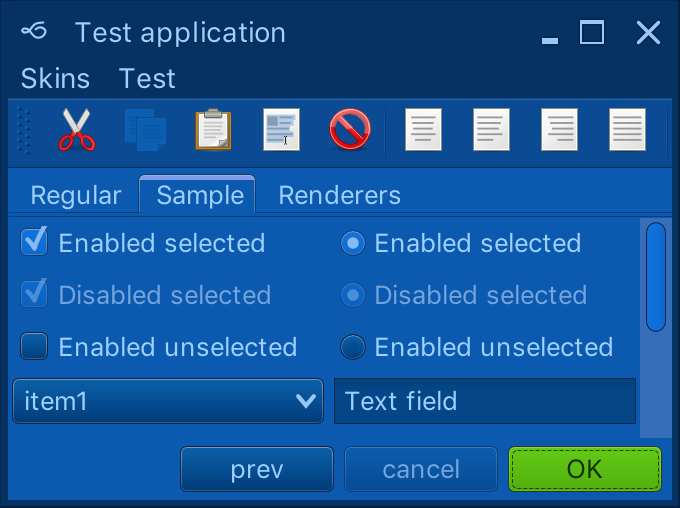 Test application
Skins Test
Regular Sample Renderers
Enabled selected Enabled selected
Disabled selected Disabled selected
Enabled unselected Enabled unselected
item1 Text field
prev cancel OK